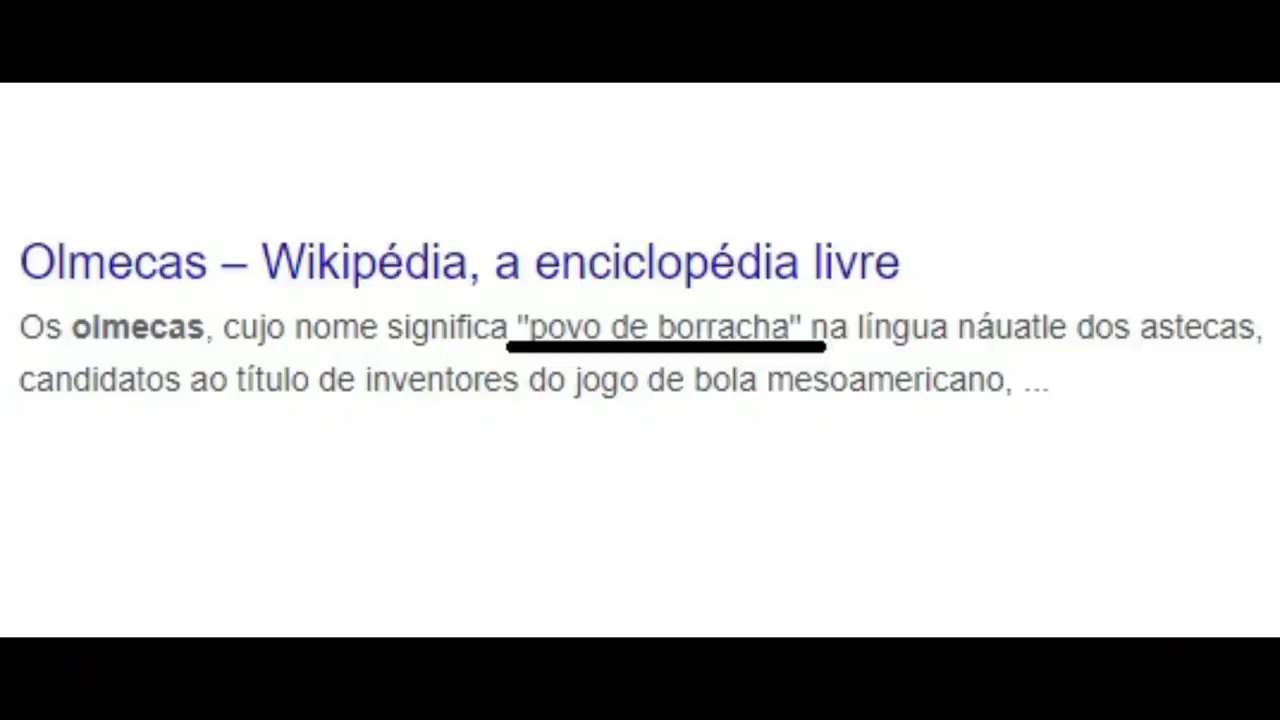 Olmecas – Wikipédia, a enciclopédia livre
Os olmecas, cujo nome significa "povo de borracha" na língua náuatle dos astecas,
candidatos ao título de inventores do jogo de bola mesoamericano, ...